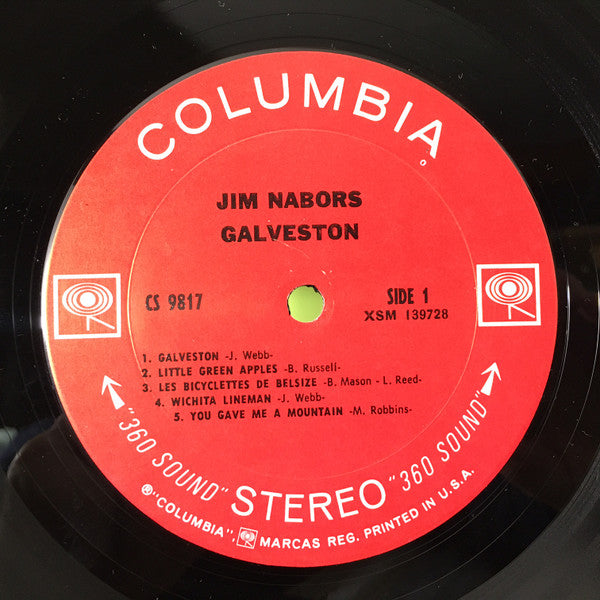 COLUMBIA
JIM NABORS
GALVESTON
CS 9817
SIDE 1
XSM 139728
1. GALVESTON -J. Webb-
2. LITTLE GREEN APPLES -B. Russell-
3. LES BICYCLETTES DE BELSIZE -B. Mason - L. Reed-
4. WICHITA LINEMAN -J. Webb-
5. YOU GAVE ME A MOUNTAIN -M. Robbins-
"360 SOUND" STEREO "360 SOUND"
℗"COLUMBIA", MARCAS REG. PRINTED IN U.S.A.